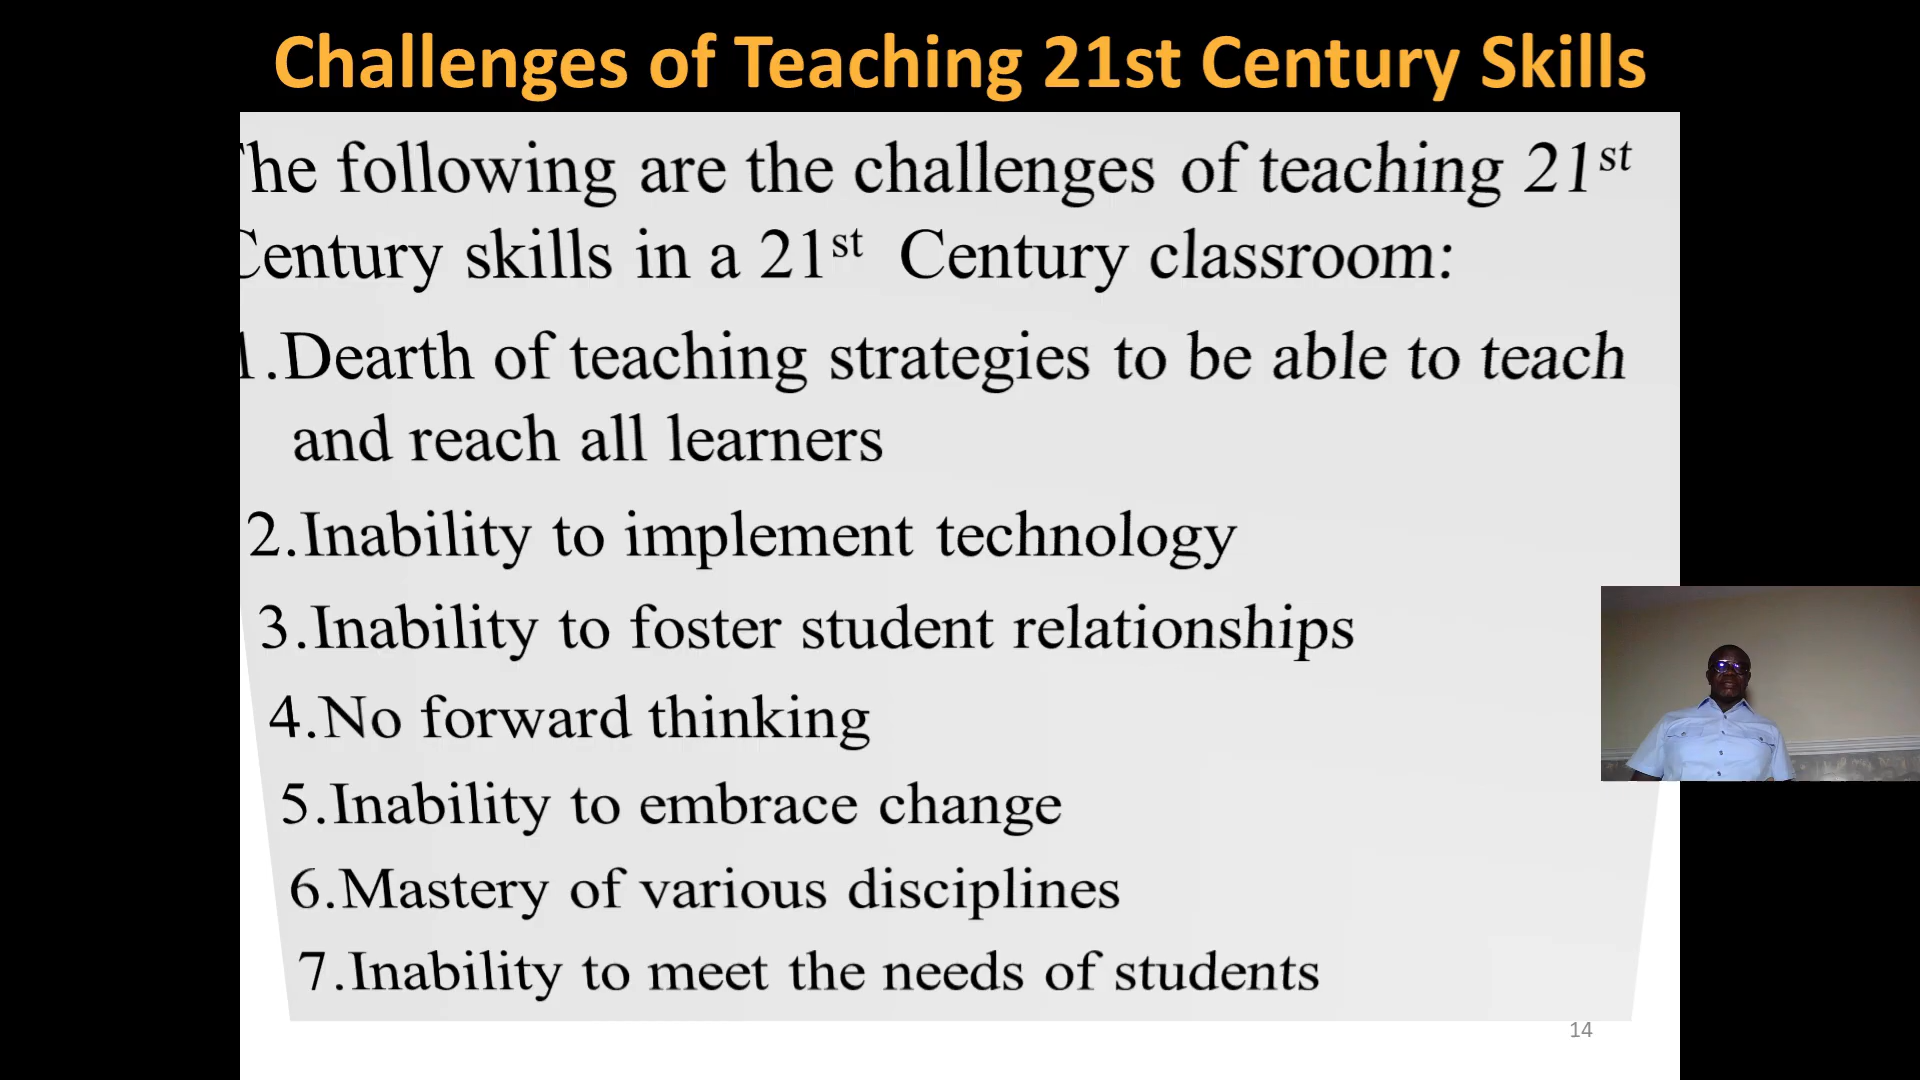 Challenges of Teaching 21st Century Skills
The following are the challenges of teaching 21st
Century skills in a 21st Century classroom:
1.Dearth of teaching strategies to be able to teach
and reach all learners
2.Inability to implement technology
3.Inability to foster student relationships
4.No forward thinking
5.Inability to embrace change
6.Mastery of various disciplines
7.Inability to meet the needs of students
14